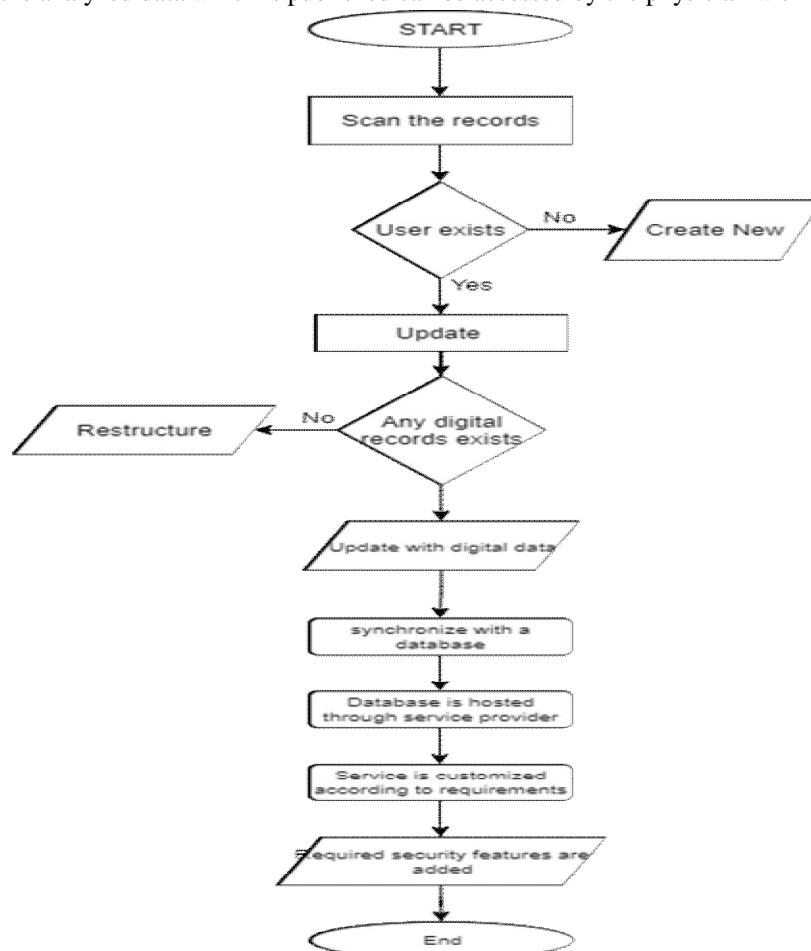 START
Scan the records
User exists
No
Create New
Yes
Update
Any digital
records exists
No
Restructure
Update with digital data
synchronize with a
database
Database is hosted
through service provider
Service is customized
according to requirements
Required security features are
added
End